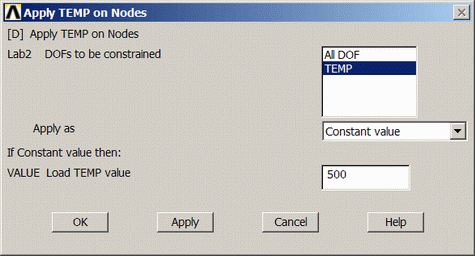 Apply TEMP on Nodes
[D] Apply TEMP on Nodes
Lab2 DOFs to be constrained
All DOF
TEMP
Apply as
Constant value
If Constant value then:
VALUE Load TEMP value
500
OK Apply Cancel Help